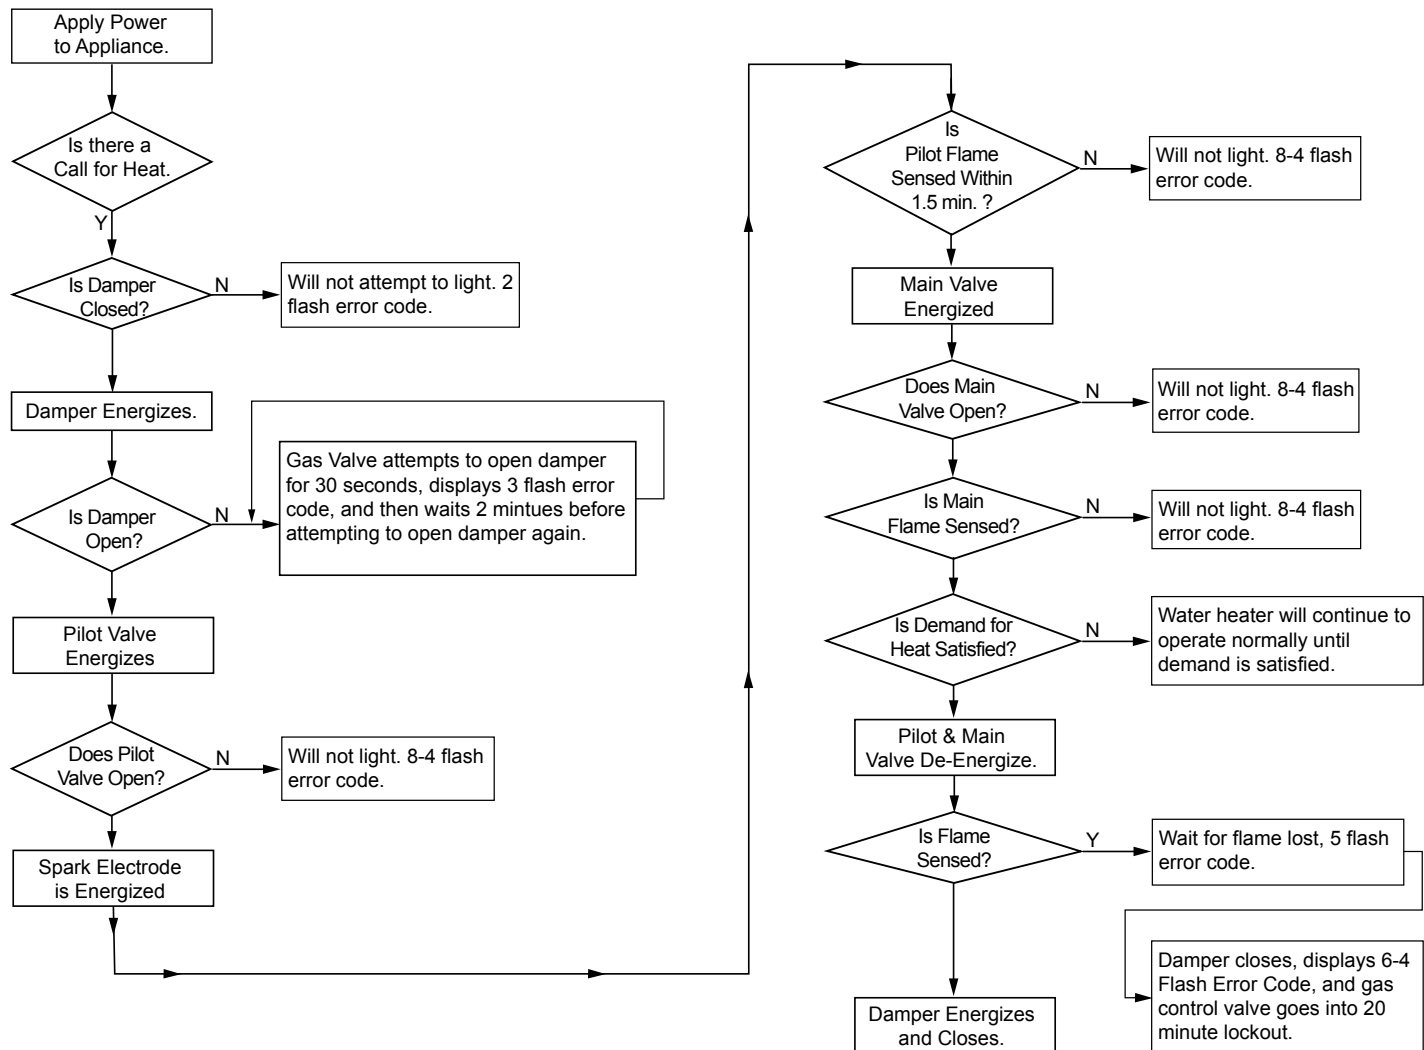 Apply Power
to Appliance.
Is there a
Call for Heat.
Y
Is Damper
Closed?
N
Will not attempt to light. 2
flash error code.
Damper Energizes.
Is Damper
Open?
N
Gas Valve attempts to open damper
for 30 seconds, displays 3 flash error
code, and then waits 2 mintues before
attempting to open damper again.
Pilot Valve
Energizes
Does Pilot
Valve Open?
N
Will not light. 8-4 flash
error code.
Spark Electrode
is Energized
Is
Pilot Flame
Sensed Within
1.5 min. ?
N
Will not light. 8-4 flash
error code.
Main Valve
Energized
Does Main
Valve Open?
N
Will not light. 8-4 flash
error code.
Is Main
Flame Sensed?
N
Will not light. 8-4 flash
error code.
Is Demand for
Heat Satisfied?
N
Water heater will continue to
operate normally until
demand is satisfied.
Pilot & Main
Valve De-Energize.
Is Flame
Sensed?
Y
Wait for flame lost, 5 flash
error code.
Damper closes, displays 6-4
Flash Error Code, and gas
control valve goes into 20
minute lockout.
Damper Energizes
and Closes.